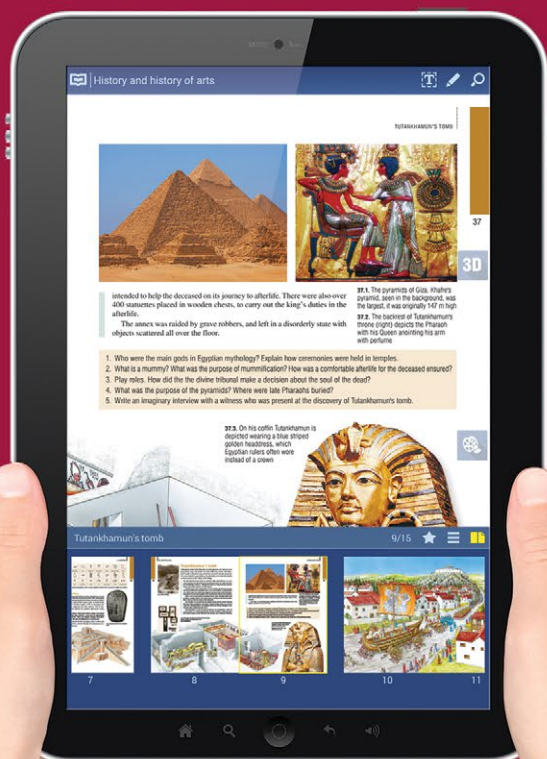 History and history of arts
TUTANKHAMUN'S TOMB
37
3D
37.1. The pyramids of Giza. Khafre's
pyramid, seen in the background, was
the largest, it was originally 147 m high
37.2. The backrest of Tutankhamun's
throne (right) depicts the Pharaoh
with his Queen anointing his arm
with perfume
intended to help the deceased on its journey to afterlife. There were also over
400 statuettes placed in wooden chests, to carry out the king's duties in the
afterlife.
The annex was raided by grave robbers, and left in a disorderly state with
objects scattered all over the floor.
1. Who were the main gods in Egyptian mythology? Explain how ceremonies were held in temples.
2. What is a mummy? What was the purpose of mummification? How was a comfortable afterlife for the deceased ensured?
3. Play roles. How did the the divine tribunal make a decision about the soul of the dead?
4. What was the purpose of the pyramids? Where were late Pharaohs buried?
5. Write an imaginary interview with a witness who was present at the discovery of Tutankhamun's tomb.
37.3. On his coffin Tutankhamun is
depicted wearing a blue striped
golden headdress, which
Egyptian rulers often wore
instead of a crown
Tutankhamun's tomb
9/15
7
8
9
10
11